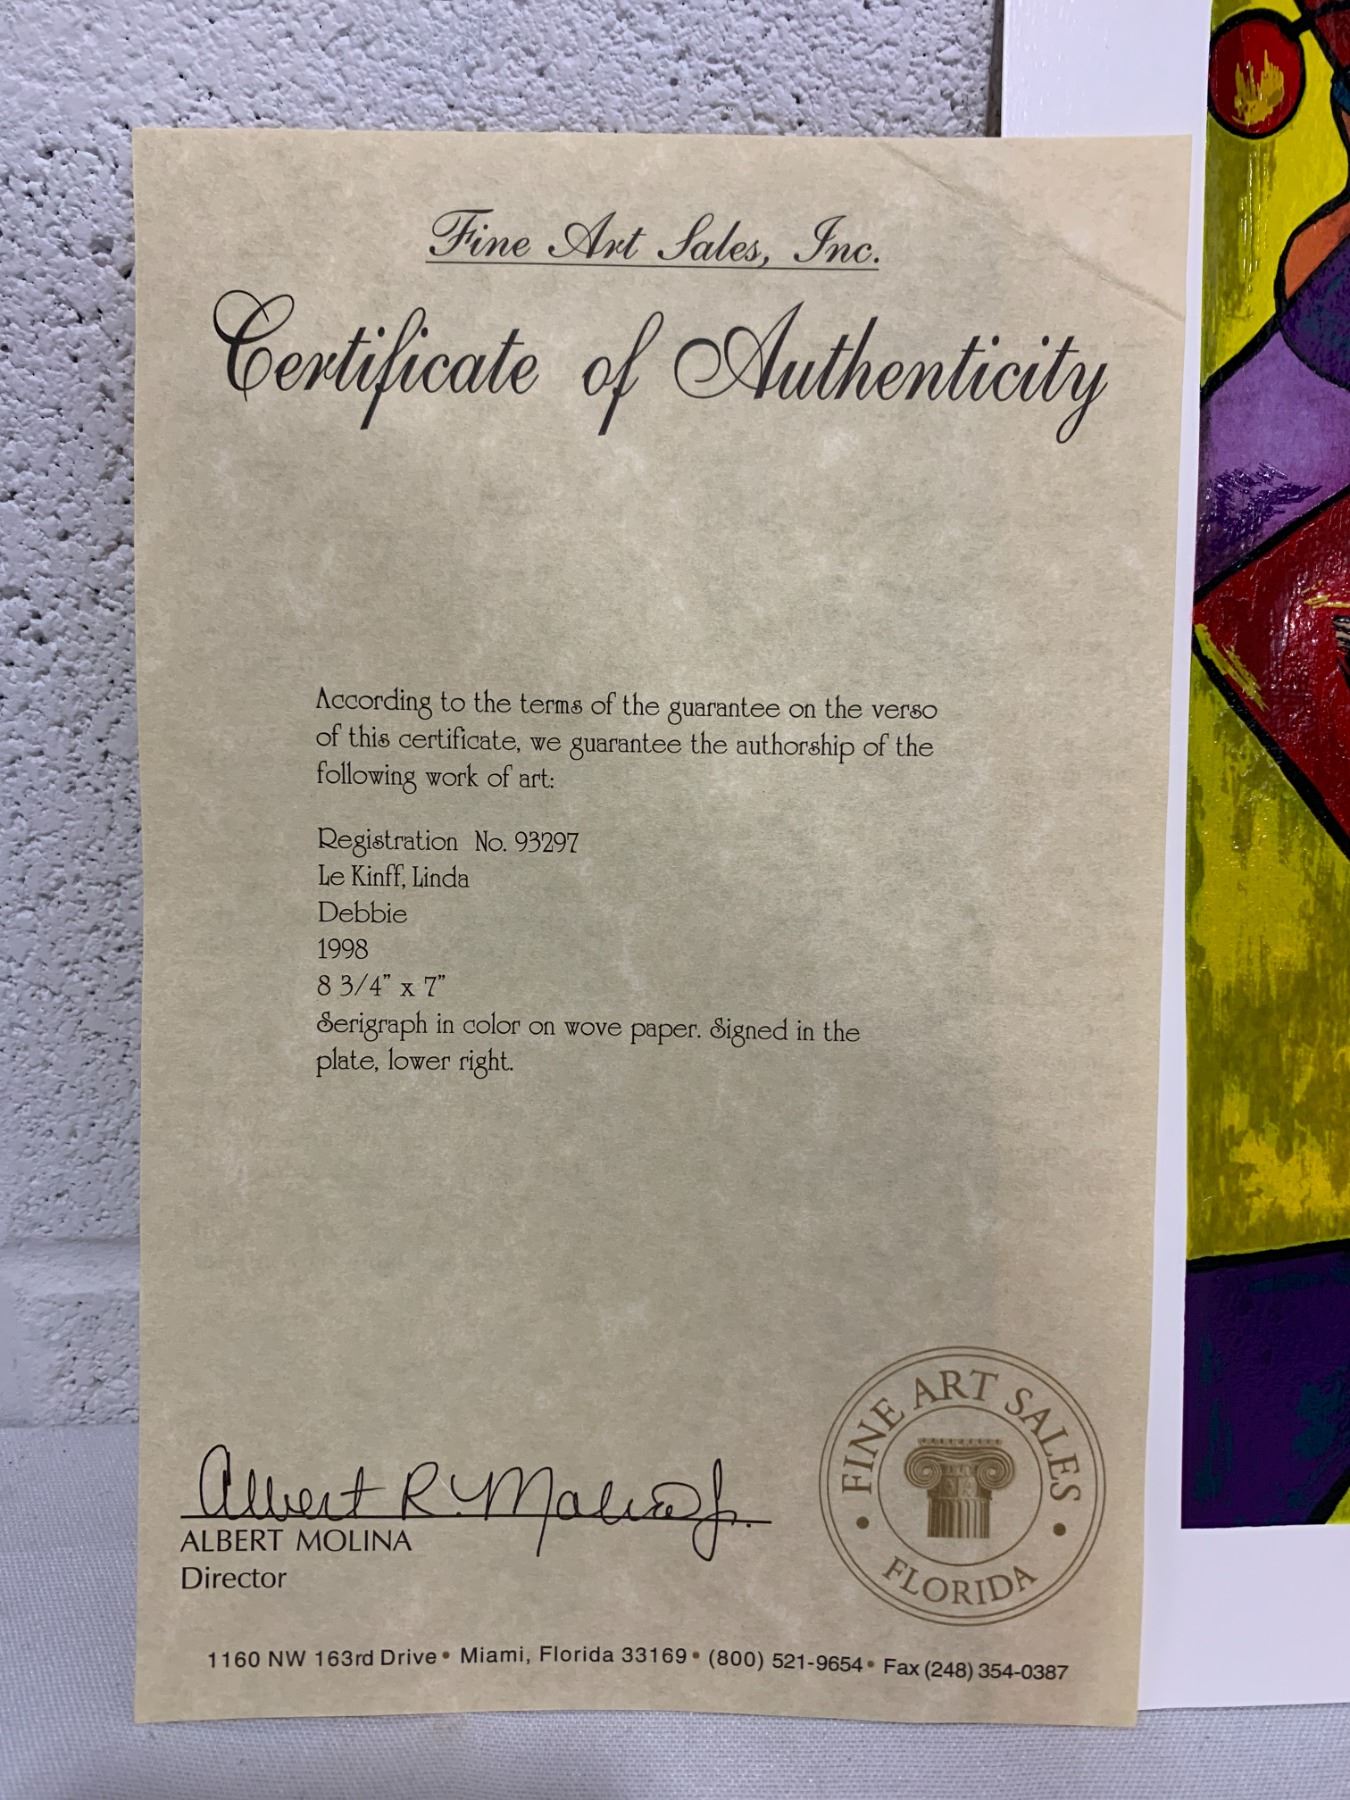 Fine Art Sales, Inc.
Certificate of Authenticity
According to the terms of the guarantee on the verso
of this certificate, we guarantee the authorship of the
following work of art:
Registration No. 93297
Le Kinff, Linda
Debbie
1998
8 3/4" x 7"
Serigraph in color on wove paper. Signed in the
plate, lower right.
Albert R. Molina Jr.
ALBERT MOLINA
Director
FINE ART SALES
• FLORIDA •
1160 NW 163rd Drive • Miami, Florida 33169 • (800) 521-9654 • Fax (248) 354-0387